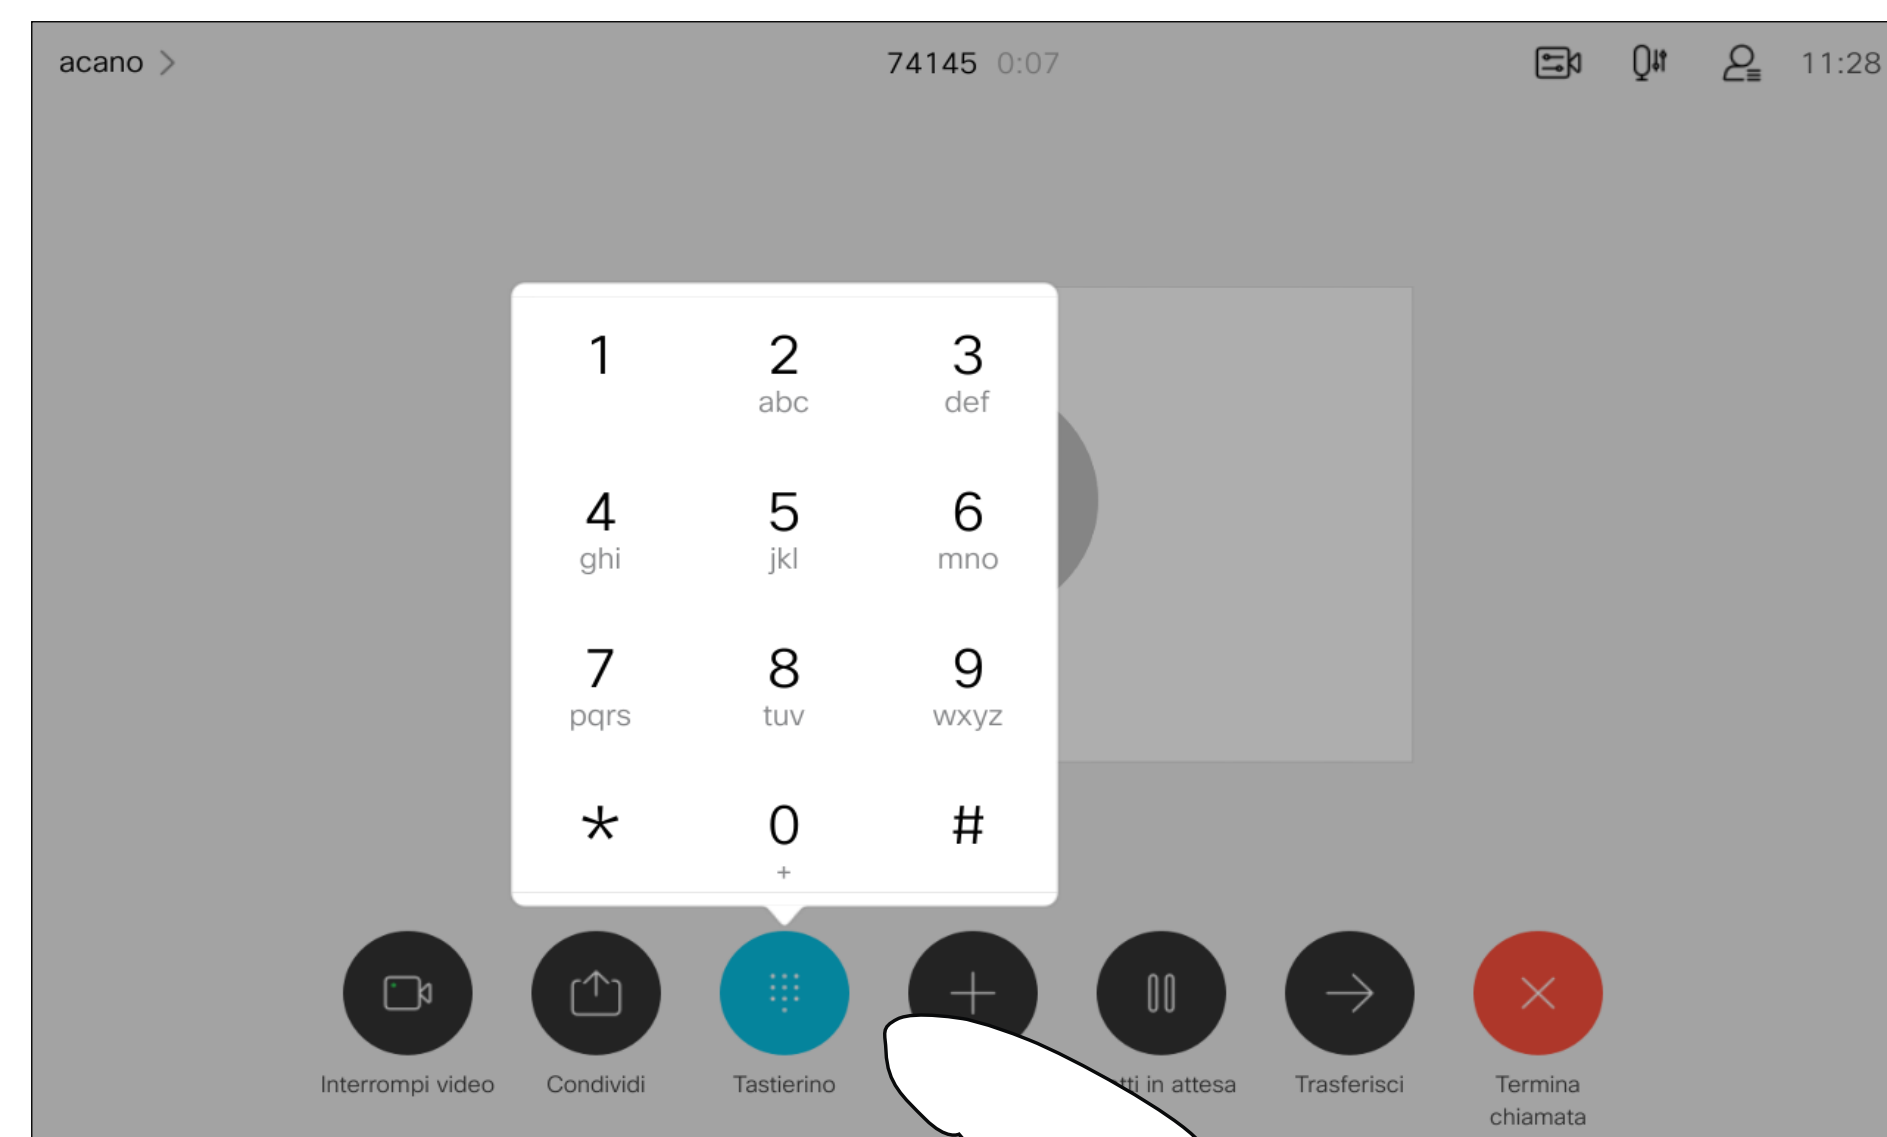 acano
74145 0:07
11:28
1 2 3
abc def
4 5 6
ghi jkl mno
7 8 9
pqrs tuv wxyz
* 0 #
+
Interrompi video Condividi Tastierino in attesa Trasferisci Termina
chiamata